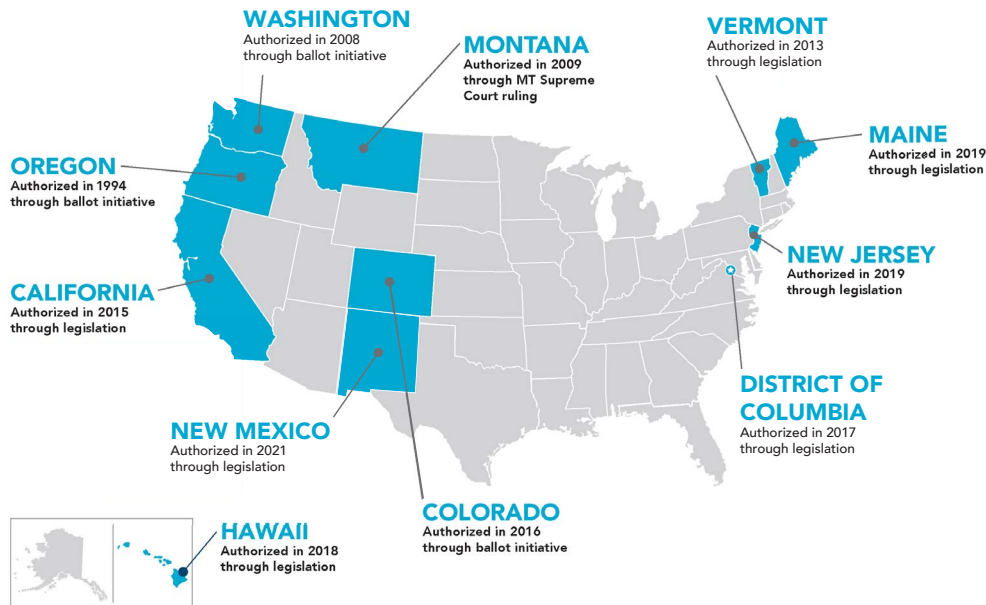 WASHINGTON
Authorized in 2008
through ballot initiative
MONTANA
Authorized in 2009
through MT Supreme
Court ruling
VERMONT
Authorized in 2013
through legislation
MAINE
Authorized in 2019
through legislation
OREGON
Authorized in 1994
through ballot initiative
NEW JERSEY
Authorized in 2019
through legislation
CALIFORNIA
Authorized in 2015
through legislation
DISTRICT OF
COLUMBIA
Authorized in 2017
through legislation
NEW MEXICO
Authorized in 2021
through legislation
COLORADO
Authorized in 2016
through ballot initiative
HAWAII
Authorized in 2018
through legislation